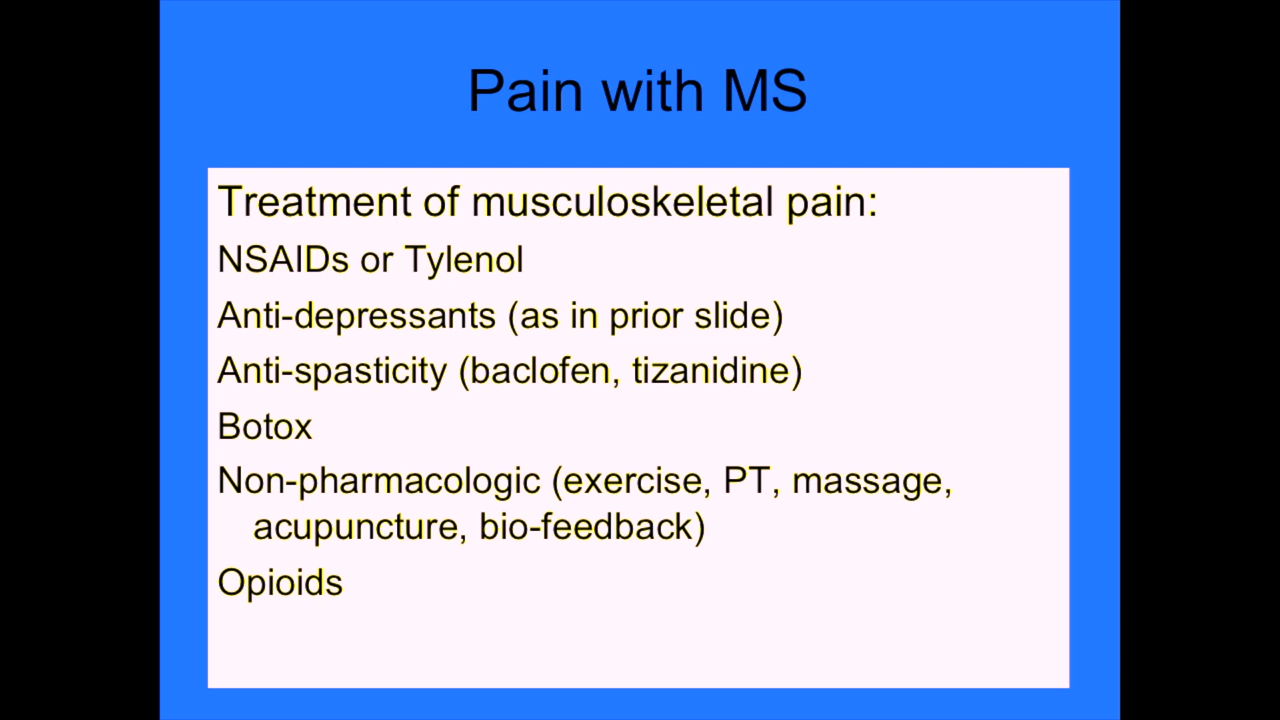 Pain with MS
Treatment of musculoskeletal pain:
NSAIDs or Tylenol
Anti-depressants (as in prior slide)
Anti-spasticity (baclofen, tizanidine)
Botox
Non-pharmacologic (exercise, PT, massage,
acupuncture, bio-feedback)
Opioids